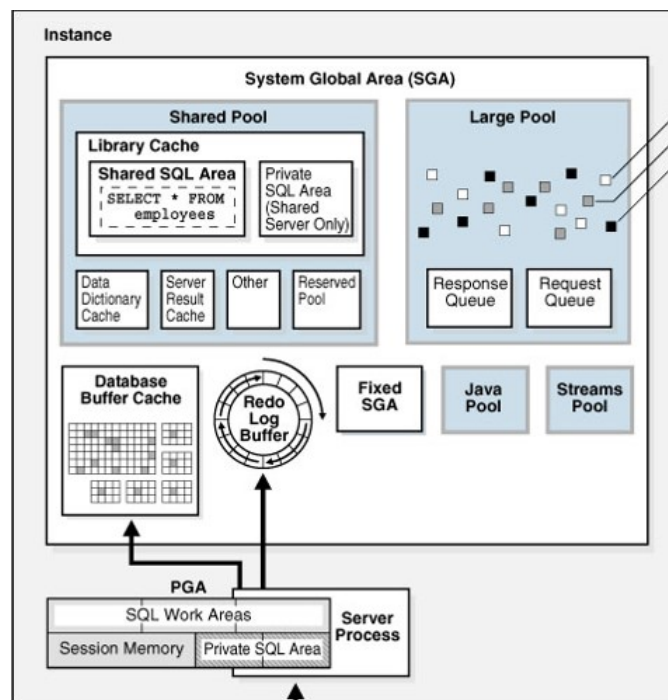 Instance
System Global Area (SGA)
Shared Pool
Library Cache
Shared SQL Area
SELECT * FROM
employees
Private
SQL Area
(Shared
Server Only)
Data
Dictionary
Cache
Server
Result
Cache
Other
Reserved
Pool
Large Pool
Response
Queue
Request
Queue
Database
Buffer Cache
Redo
Log
Buffer
Fixed
SGA
Java
Pool
Streams
Pool
PGA
SQL Work Areas
Session Memory
Private SQL Area
Server
Process